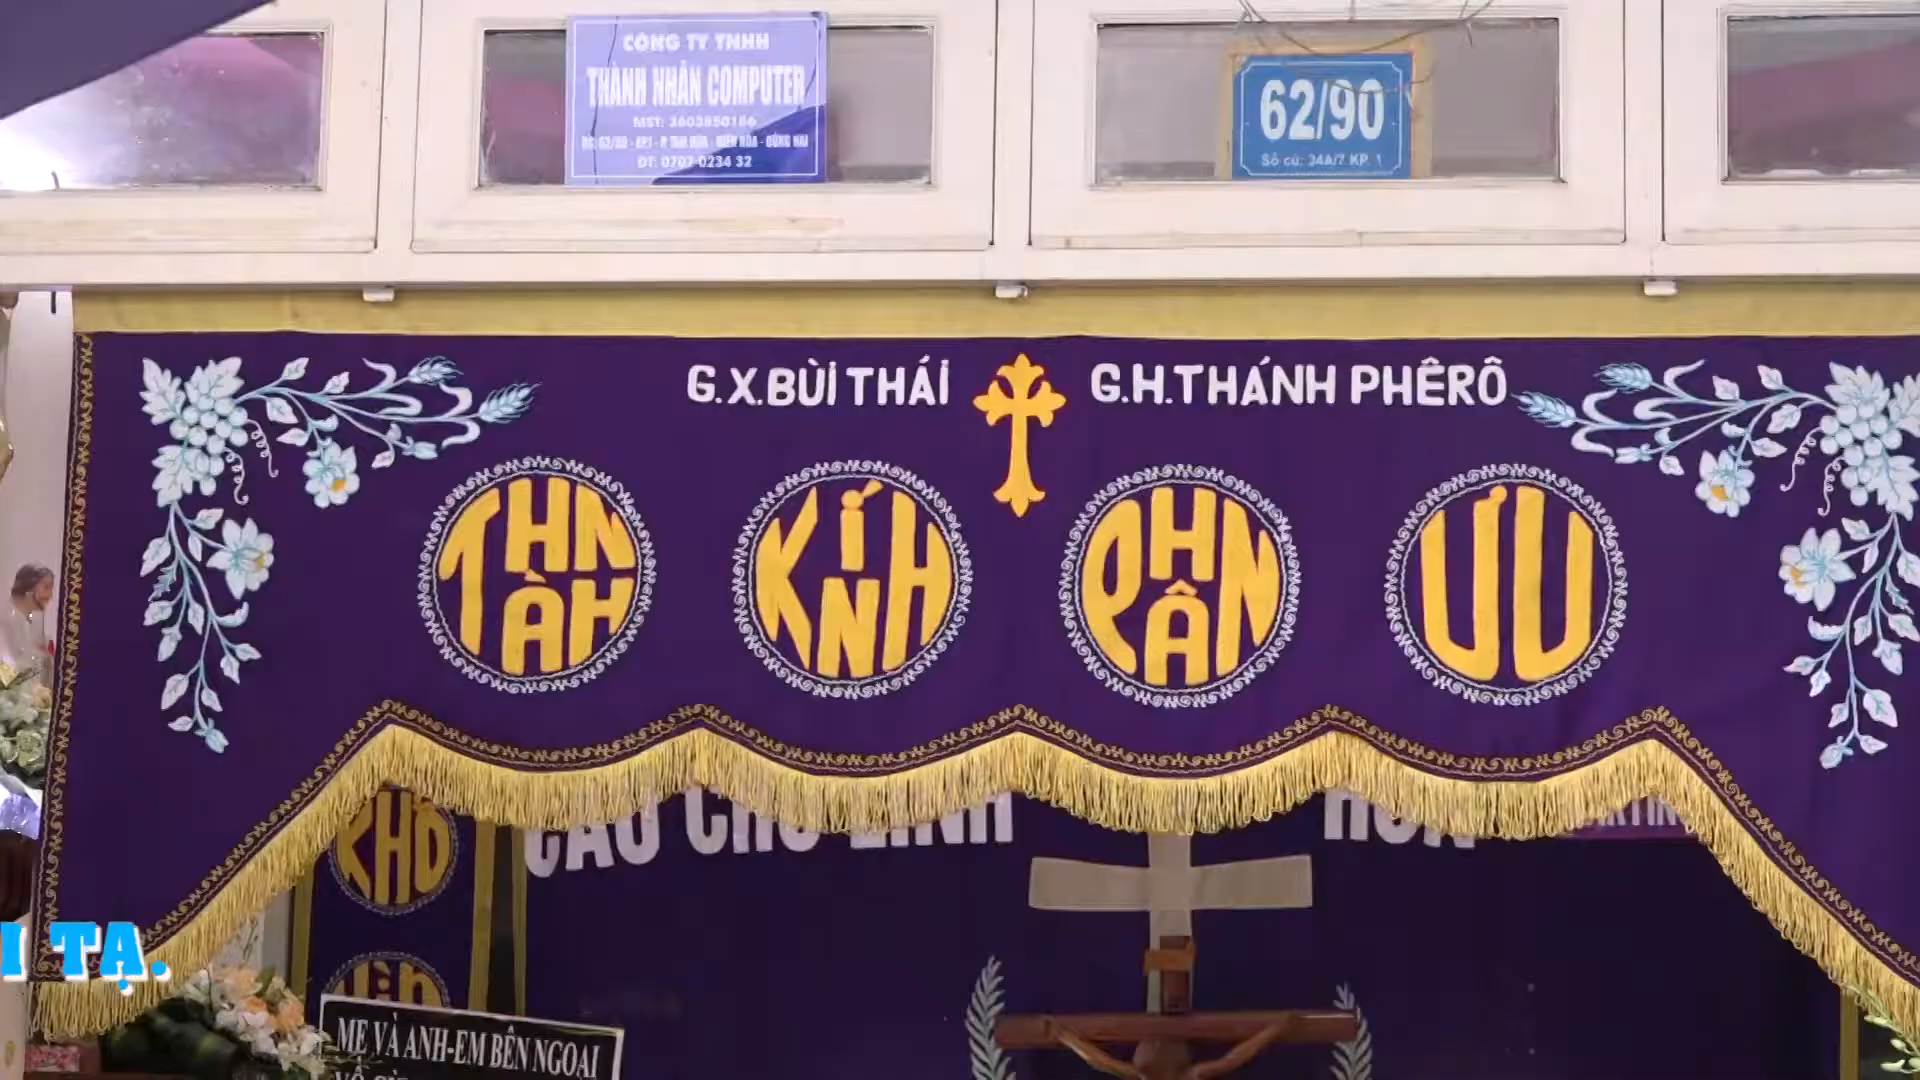 CÔNG TY TNHH
THÀNH NHÂN COMPUTER
MST: 3603850186
ĐT: 0707 0234 32
62/90
Số cũ: 34A/7 KP. 1
G.X.BÙI THÁI G.H.THÁNH PHÊRÔ
THÀNH KÍNH PHÂN ƯU
CẦU CHO LINH HỒN
KHÓ
I TẠ.
MẸ VÀ ANH-EM BÊN NGOẠI